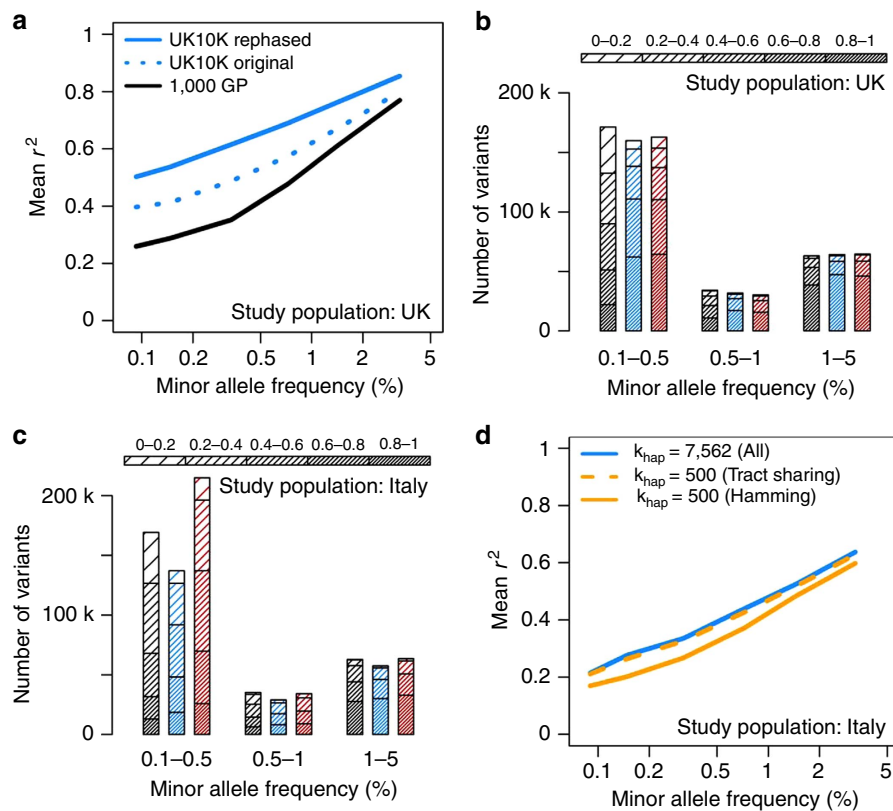 a
UK10K rephased
UK10K original
1,000 GP
Mean r²
1
0.8
0.6
0.4
0.2
0
Study population: UK
0.1 0.2 0.5 1 2 5
Minor allele frequency (%)
b
0–0.2 0.2–0.4 0.4–0.6 0.6–0.8 0.8–1
Study population: UK
Number of variants
200 k
100 k
0
0.1–0.5 0.5–1 1–5
Minor allele frequency (%)
c
0–0.2 0.2–0.4 0.4–0.6 0.6–0.8 0.8–1
Study population: Italy
Number of variants
200 k
100 k
0
0.1–0.5 0.5–1 1–5
Minor allele frequency (%)
d
k_hap = 7,562 (All)
k_hap = 500 (Tract sharing)
k_hap = 500 (Hamming)
Mean r²
1
0.8
0.6
0.4
0.2
0
Study population: Italy
0.1 0.2 0.5 1 2 5
Minor allele frequency (%)